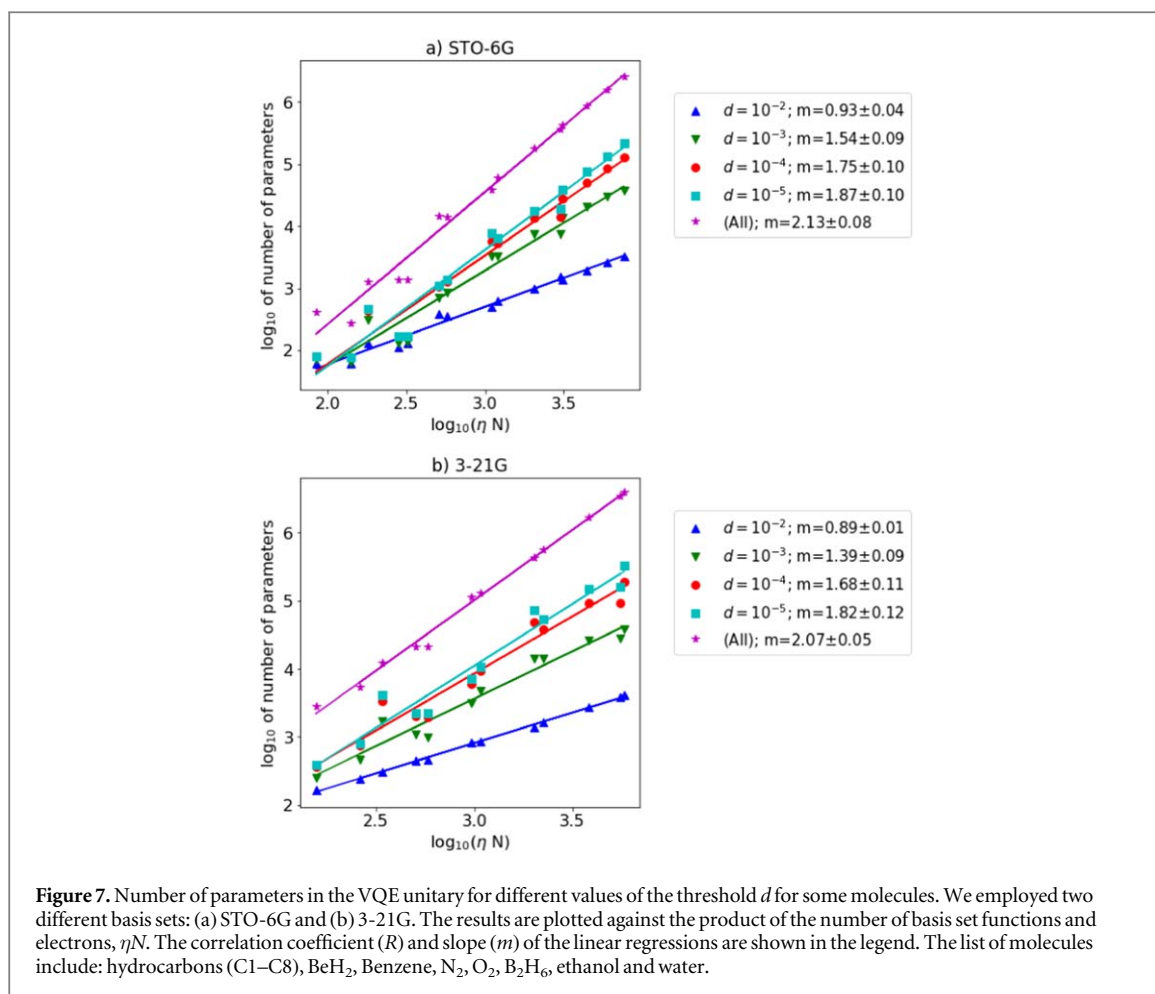 a) STO-6G
log₁₀ of number of parameters
6
5
4
3
2
2.0 2.5 3.0 3.5
log₁₀(η N)
d = 10⁻²; m=0.93±0.04
d = 10⁻³; m=1.54±0.09
d = 10⁻⁴; m=1.75±0.10
d = 10⁻⁵; m=1.87±0.10
(All); m=2.13±0.08
b) 3-21G
log₁₀ of number of parameters
6
5
4
3
2
2.5 3.0 3.5
log₁₀(η N)
d = 10⁻²; m=0.89±0.01
d = 10⁻³; m=1.39±0.09
d = 10⁻⁴; m=1.68±0.11
d = 10⁻⁵; m=1.82±0.12
(All); m=2.07±0.05
Figure 7. Number of parameters in the VQE unitary for different values of the threshold d for some molecules. We employed two
different basis sets: (a) STO-6G and (b) 3-21G. The results are plotted against the product of the number of basis set functions and
electrons, ηN. The correlation coefficient (R) and slope (m) of the linear regressions are shown in the legend. The list of molecules
include: hydrocarbons (C1–C8), BeH₂, Benzene, N₂, O₂, B₂H₆, ethanol and water.